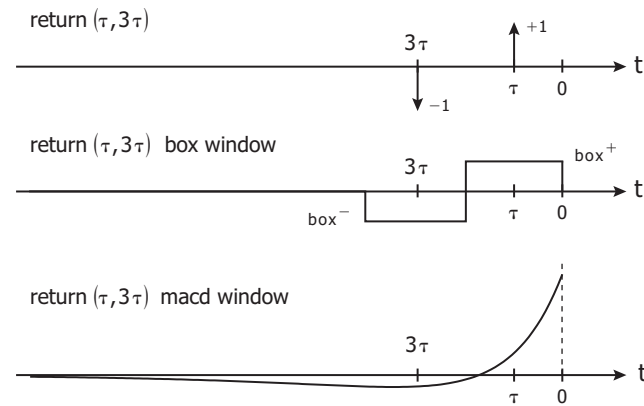 return (τ,3τ)
+1
3τ
t
−1
τ
0
return (τ,3τ) box window
3τ
box⁺
t
box⁻
τ
0
return (τ,3τ) macd window
3τ
t
τ
0